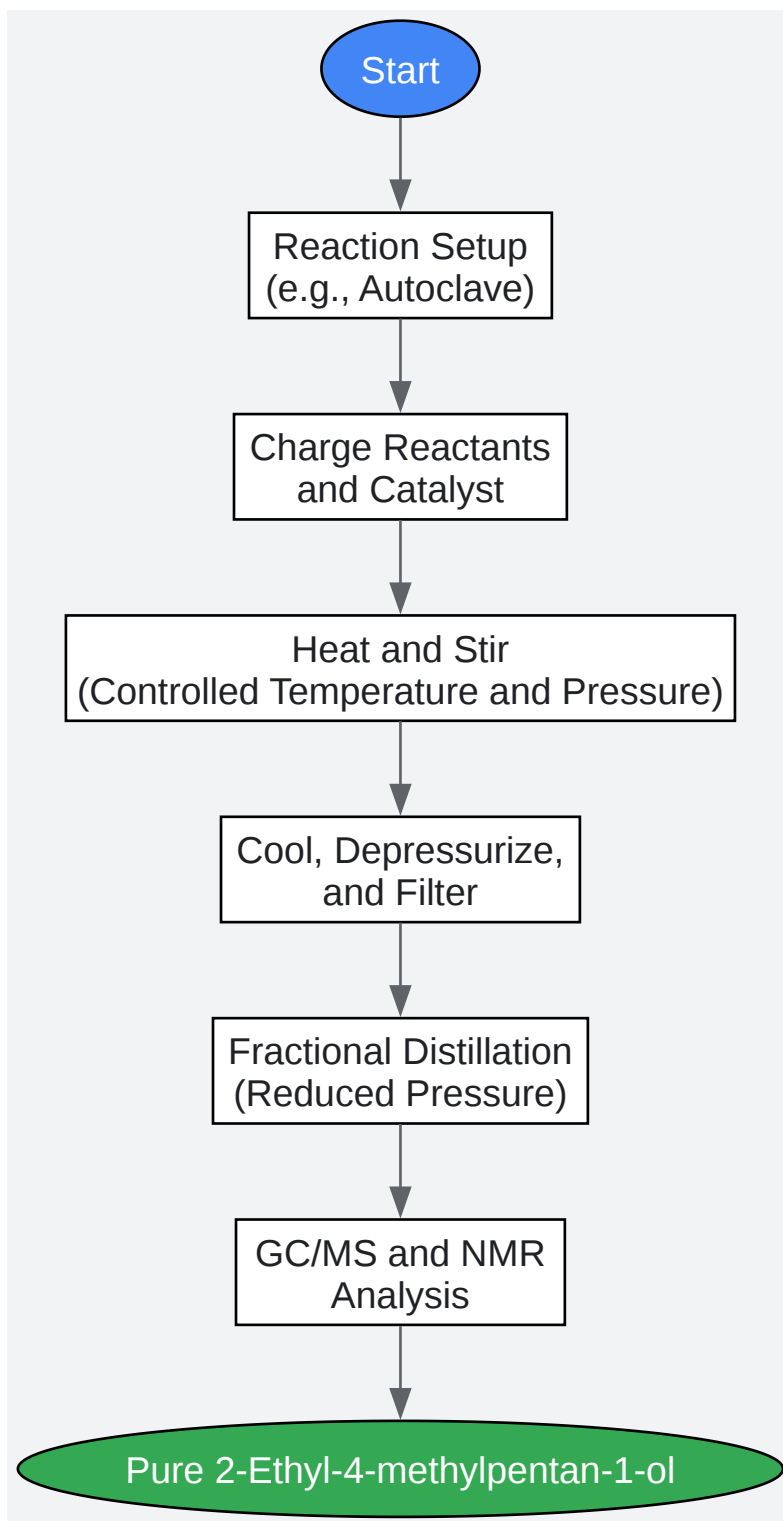 Start
Reaction Setup
(e.g., Autoclave)
Charge Reactants
and Catalyst
Heat and Stir
(Controlled Temperature and Pressure)
Cool, Depressurize,
and Filter
Fractional Distillation
(Reduced Pressure)
GC/MS and NMR
Analysis
Pure 2-Ethyl-4-methylpentan-1-ol